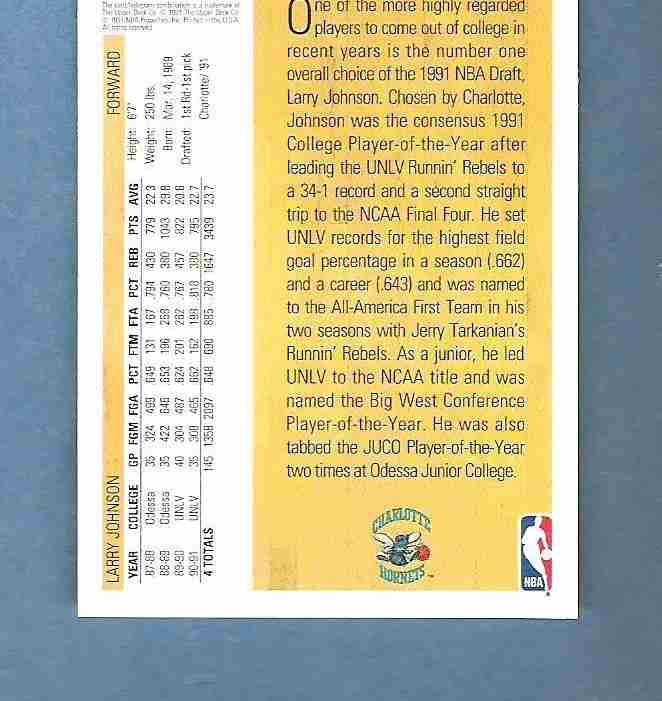 The card/hologram combination is a trademark of
The Upper Deck Co. © 1991 The Upper Deck Co.
© 1991 NBA Properties, Inc. Printed in the U.S.A.
All rights reserved.
LARRY JOHNSON FORWARD
Height: 6'7"
Weight: 250 lbs.
Born: Mar. 14, 1969
Drafted: 1st Rd-1st pick
Charlotte/ '91
YEAR COLLEGE GP FGM FGA PCT FTM FTA PCT REB PTS AVG
87-88 Odessa 35 324 499 .649 131 167 .794 430 779 22.3
88-89 Odessa 35 422 646 .653 196 258 .760 380 1043 29.8
89-90 UNLV 40 304 487 .624 201 262 .767 457 822 20.6
90-91 UNLV 35 308 465 .662 162 198 .818 380 795 22.7
4 TOTALS 145 1358 2097 .648 690 885 .780 1647 3439 23.7
One of the more highly regarded
players to come out of college in
recent years is the number one
overall choice of the 1991 NBA Draft,
Larry Johnson. Chosen by Charlotte,
Johnson was the consensus 1991
College Player-of-the-Year after
leading the UNLV Runnin' Rebels to
a 34-1 record and a second straight
trip to the NCAA Final Four. He set
UNLV records for the highest field
goal percentage in a season (.662)
and a career (.643) and was named
to the All-America First Team in his
two seasons with Jerry Tarkanian's
Runnin' Rebels. As a junior, he led
UNLV to the NCAA title and was
named the Big West Conference
Player-of-the-Year. He was also
tabbed the JUCO Player-of-the-Year
two times at Odessa Junior College.
CHARLOTTE
HORNETS
NBA